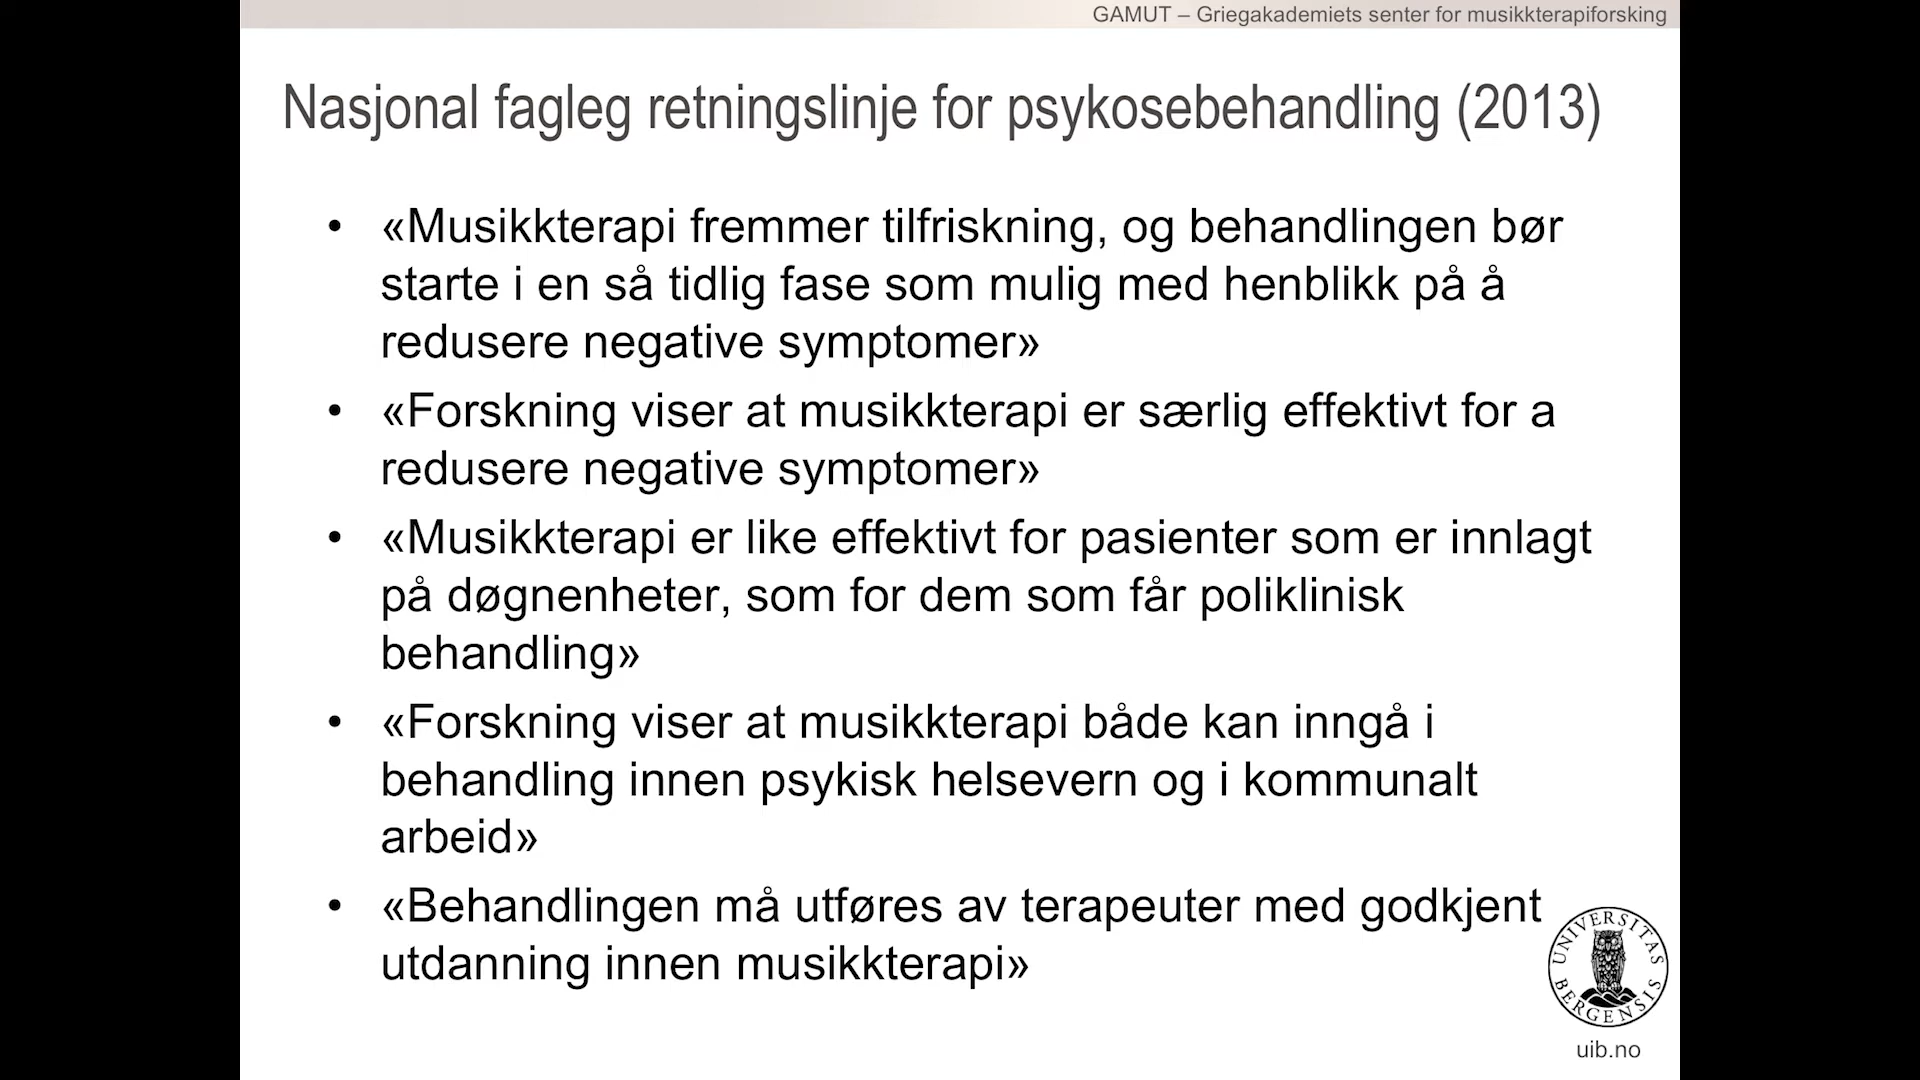 GAMUT – Griegakademiets senter for musikkterapiforsking
Nasjonal fagleg retningslinje for psykosebehandling (2013)
• «Musikkterapi fremmer tilfriskning, og behandlingen bør
starte i en så tidlig fase som mulig med henblikk på å
redusere negative symptomer»
• «Forskning viser at musikkterapi er særlig effektivt for a
redusere negative symptomer»
• «Musikkterapi er like effektivt for pasienter som er innlagt
på døgnenheter, som for dem som får poliklinisk
behandling»
• «Forskning viser at musikkterapi både kan inngå i
behandling innen psykisk helsevern og i kommunalt
arbeid»
• «Behandlingen må utføres av terapeuter med godkjent
utdanning innen musikkterapi»
UNIVERSITAS
BERGENSIS
uib.no